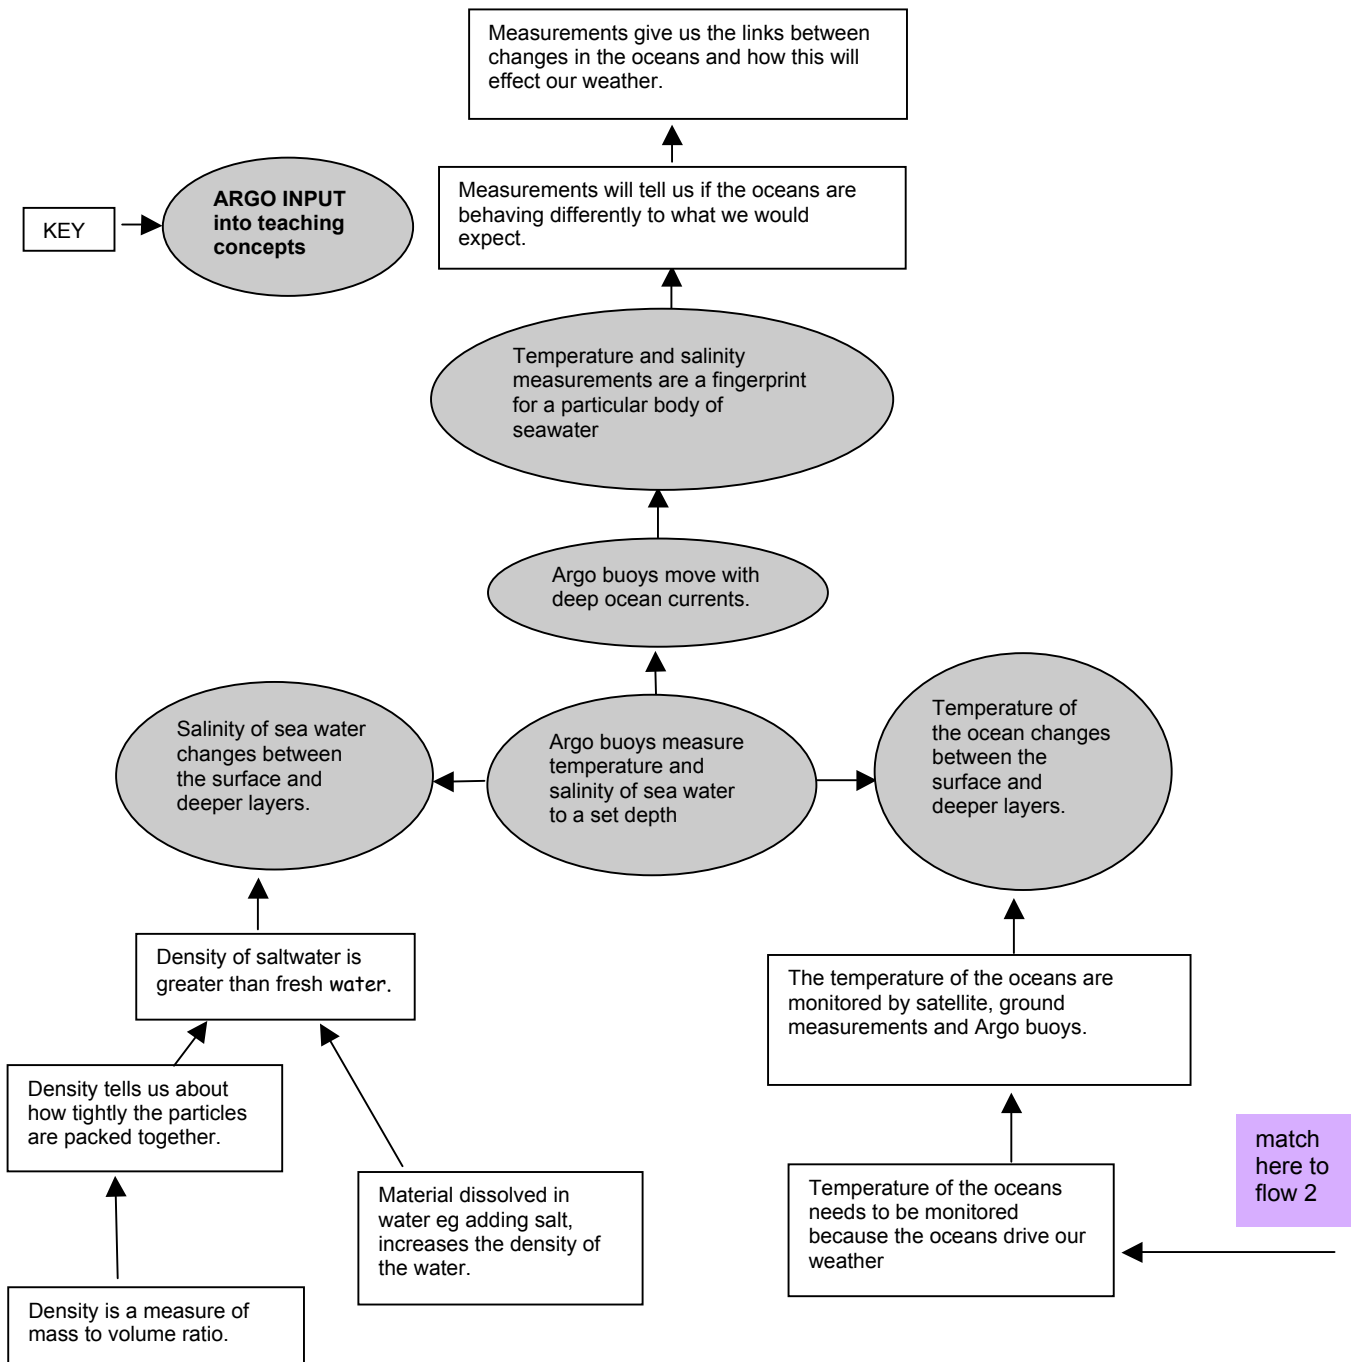 Measurements give us the links between
changes in the oceans and how this will
effect our weather.
KEY
ARGO INPUT
into teaching
concepts
Measurements will tell us if the oceans are
behaving differently to what we would
expect.
Temperature and salinity
measurements are a fingerprint
for a particular body of
seawater
Argo buoys move with
deep ocean currents.
Salinity of sea water
changes between
the surface and
deeper layers.
Argo buoys measure
temperature and
salinity of sea water
to a set depth
Temperature of
the ocean changes
between the
surface and
deeper layers.
Density of saltwater is
greater than fresh water.
The temperature of the oceans are
monitored by satellite, ground
measurements and Argo buoys.
Density tells us about
how tightly the particles
are packed together.
Material dissolved in
water eg adding salt,
increases the density of
the water.
Temperature of the oceans
needs to be monitored
because the oceans drive our
weather
match
here to
flow 2
Density is a measure of
mass to volume ratio.